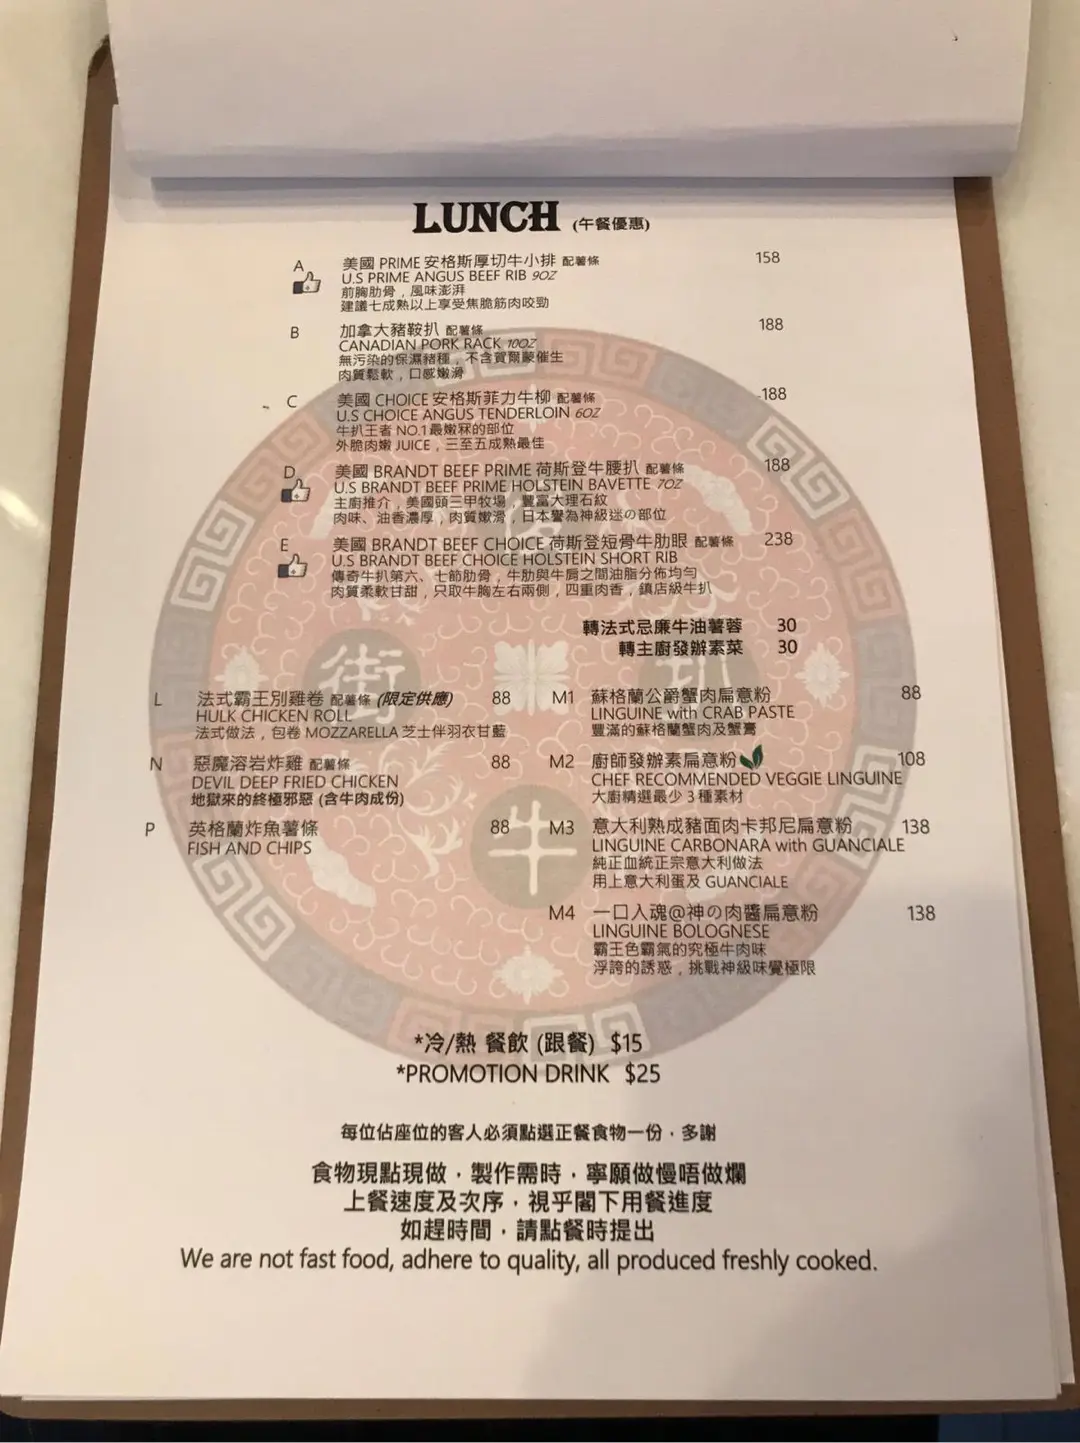 LUNCH (午餐優惠)
A 美國 PRIME 安格斯厚切牛小排 配薯條 158
U.S PRIME ANGUS BEEF RIB 9OZ
前胸肋骨，風味澎湃
建議七成熟以上享受焦脆筋肉咬勁
B 加拿大豬鞍扒 配薯條 188
CANADIAN PORK RACK 10OZ
無污染的保濕豬種，不含賀爾蒙催生
肉質鬆軟，口感嫩滑
C 美國 CHOICE 安格斯菲力牛柳 配薯條 188
U.S CHOICE ANGUS TENDERLOIN 6OZ
牛扒王者 NO.1最嫩冧的部位
外脆肉嫩 JUICE，三至五成熟最佳
D 美國 BRANDT BEEF PRIME 荷斯登牛腰扒 配薯條 188
U.S BRANDT BEEF PRIME HOLSTEIN BAVETTE 7OZ
主廚推介，美國頭三甲牧場，豐富大理石紋
肉味、油香濃厚，肉質嫩滑，日本譽為神級迷の部位
E 美國 BRANDT BEEF CHOICE 荷斯登短骨牛肋眼 配薯條 238
U.S BRANDT BEEF CHOICE HOLSTEIN SHORT RIB
傳奇牛扒第六、七節肋骨，牛肋與牛肩之間油脂分佈均勻
肉質柔軟甘甜，只取牛胸左右兩側，四重肉香，鎮店級牛扒
轉法式忌廉牛油薯蓉 30
轉主廚發辦素菜 30
L 法式霸王別雞卷 配薯條 (限定供應) 88
HULK CHICKEN ROLL
法式做法，包卷 MOZZARELLA 芝士伴羽衣甘藍
N 惡魔溶岩炸雞 配薯條 88
DEVIL DEEP FRIED CHICKEN
地獄來的終極邪惡 (含牛肉成份)
P 英格蘭炸魚薯條 88
FISH AND CHIPS
M1 蘇格蘭公爵蟹肉扁意粉 88
LINGUINE with CRAB PASTE
豐滿的蘇格蘭蟹肉及蟹膏
M2 廚師發辦素扁意粉 108
CHEF RECOMMENDED VEGGIE LINGUINE
大廚精選最少 3 種素材
M3 意大利熟成豬面肉卡邦尼扁意粉 138
LINGUINE CARBONARA with GUANCIALE
純正血統正宗意大利做法
用上意大利蛋及 GUANCIALE
M4 一口入魂@神の肉醬扁意粉 138
LINGUINE BOLOGNESE
霸王色霸氣的究極牛肉味
浮誇的誘惑，挑戰神級味覺極限
街
扒
牛
*冷/熱 餐飲 (跟餐) $15
*PROMOTION DRINK $25
每位佔座位的客人必須點選正餐食物一份．多謝
食物現點現做．製作需時．寧願做慢唔做爛
上餐速度及次序．視乎閣下用餐進度
如趕時間．請點餐時提出
We are not fast food, adhere to quality, all produced freshly cooked.